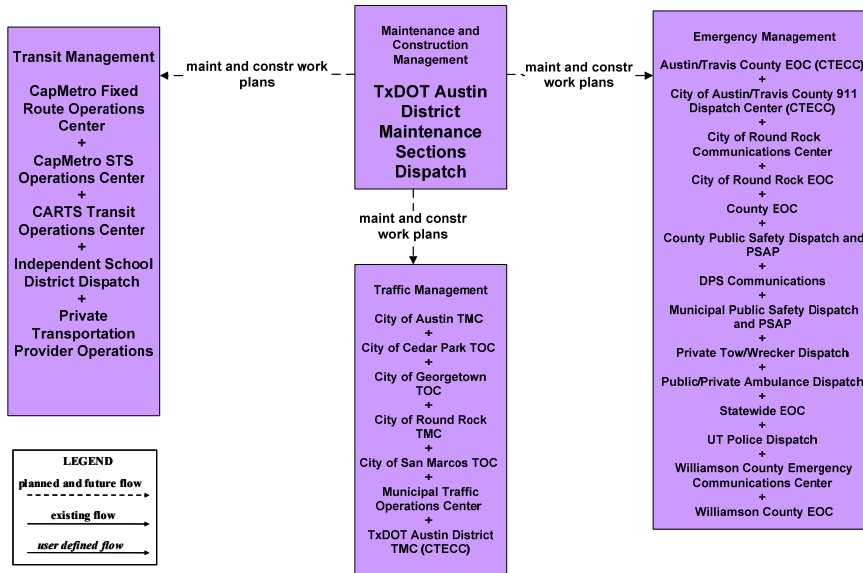 Transit Management
CapMetro Fixed
Route Operations
Center
+
CapMetro STS
Operations Center
+
CARTS Transit
Operations Center
+
Independent School
District Dispatch
+
Private
Transportation
Provider Operations
maint and constr work
plans
Maintenance and
Construction
Management
TxDOT Austin
District
Maintenance
Sections
Dispatch
maint and constr
work plans
maint and constr
work plans
Traffic Management
City of Austin TMC
+
City of Cedar Park TOC
+
City of Georgetown
TOC
+
City of Round Rock
TMC
+
City of San Marcos TOC
+
Municipal Traffic
Operations Center
+
TxDOT Austin District
TMC (CTECC)
Emergency Management
Austin/Travis County EOC (CTECC)
+
City of Austin/Travis County 911
Dispatch Center (CTECC)
+
City of Round Rock
Communications Center
+
City of Round Rock EOC
+
County EOC
+
County Public Safety Dispatch and
PSAP
+
DPS Communications
+
Municipal Public Safety Dispatch
and PSAP
+
Private Tow/Wrecker Dispatch
+
Public/Private Ambulance Dispatch
+
Statewide EOC
+
UT Police Dispatch
+
Williamson County Emergency
Communications Center
+
Williamson County EOC
LEGEND
planned and future flow
existing flow
user defined flow